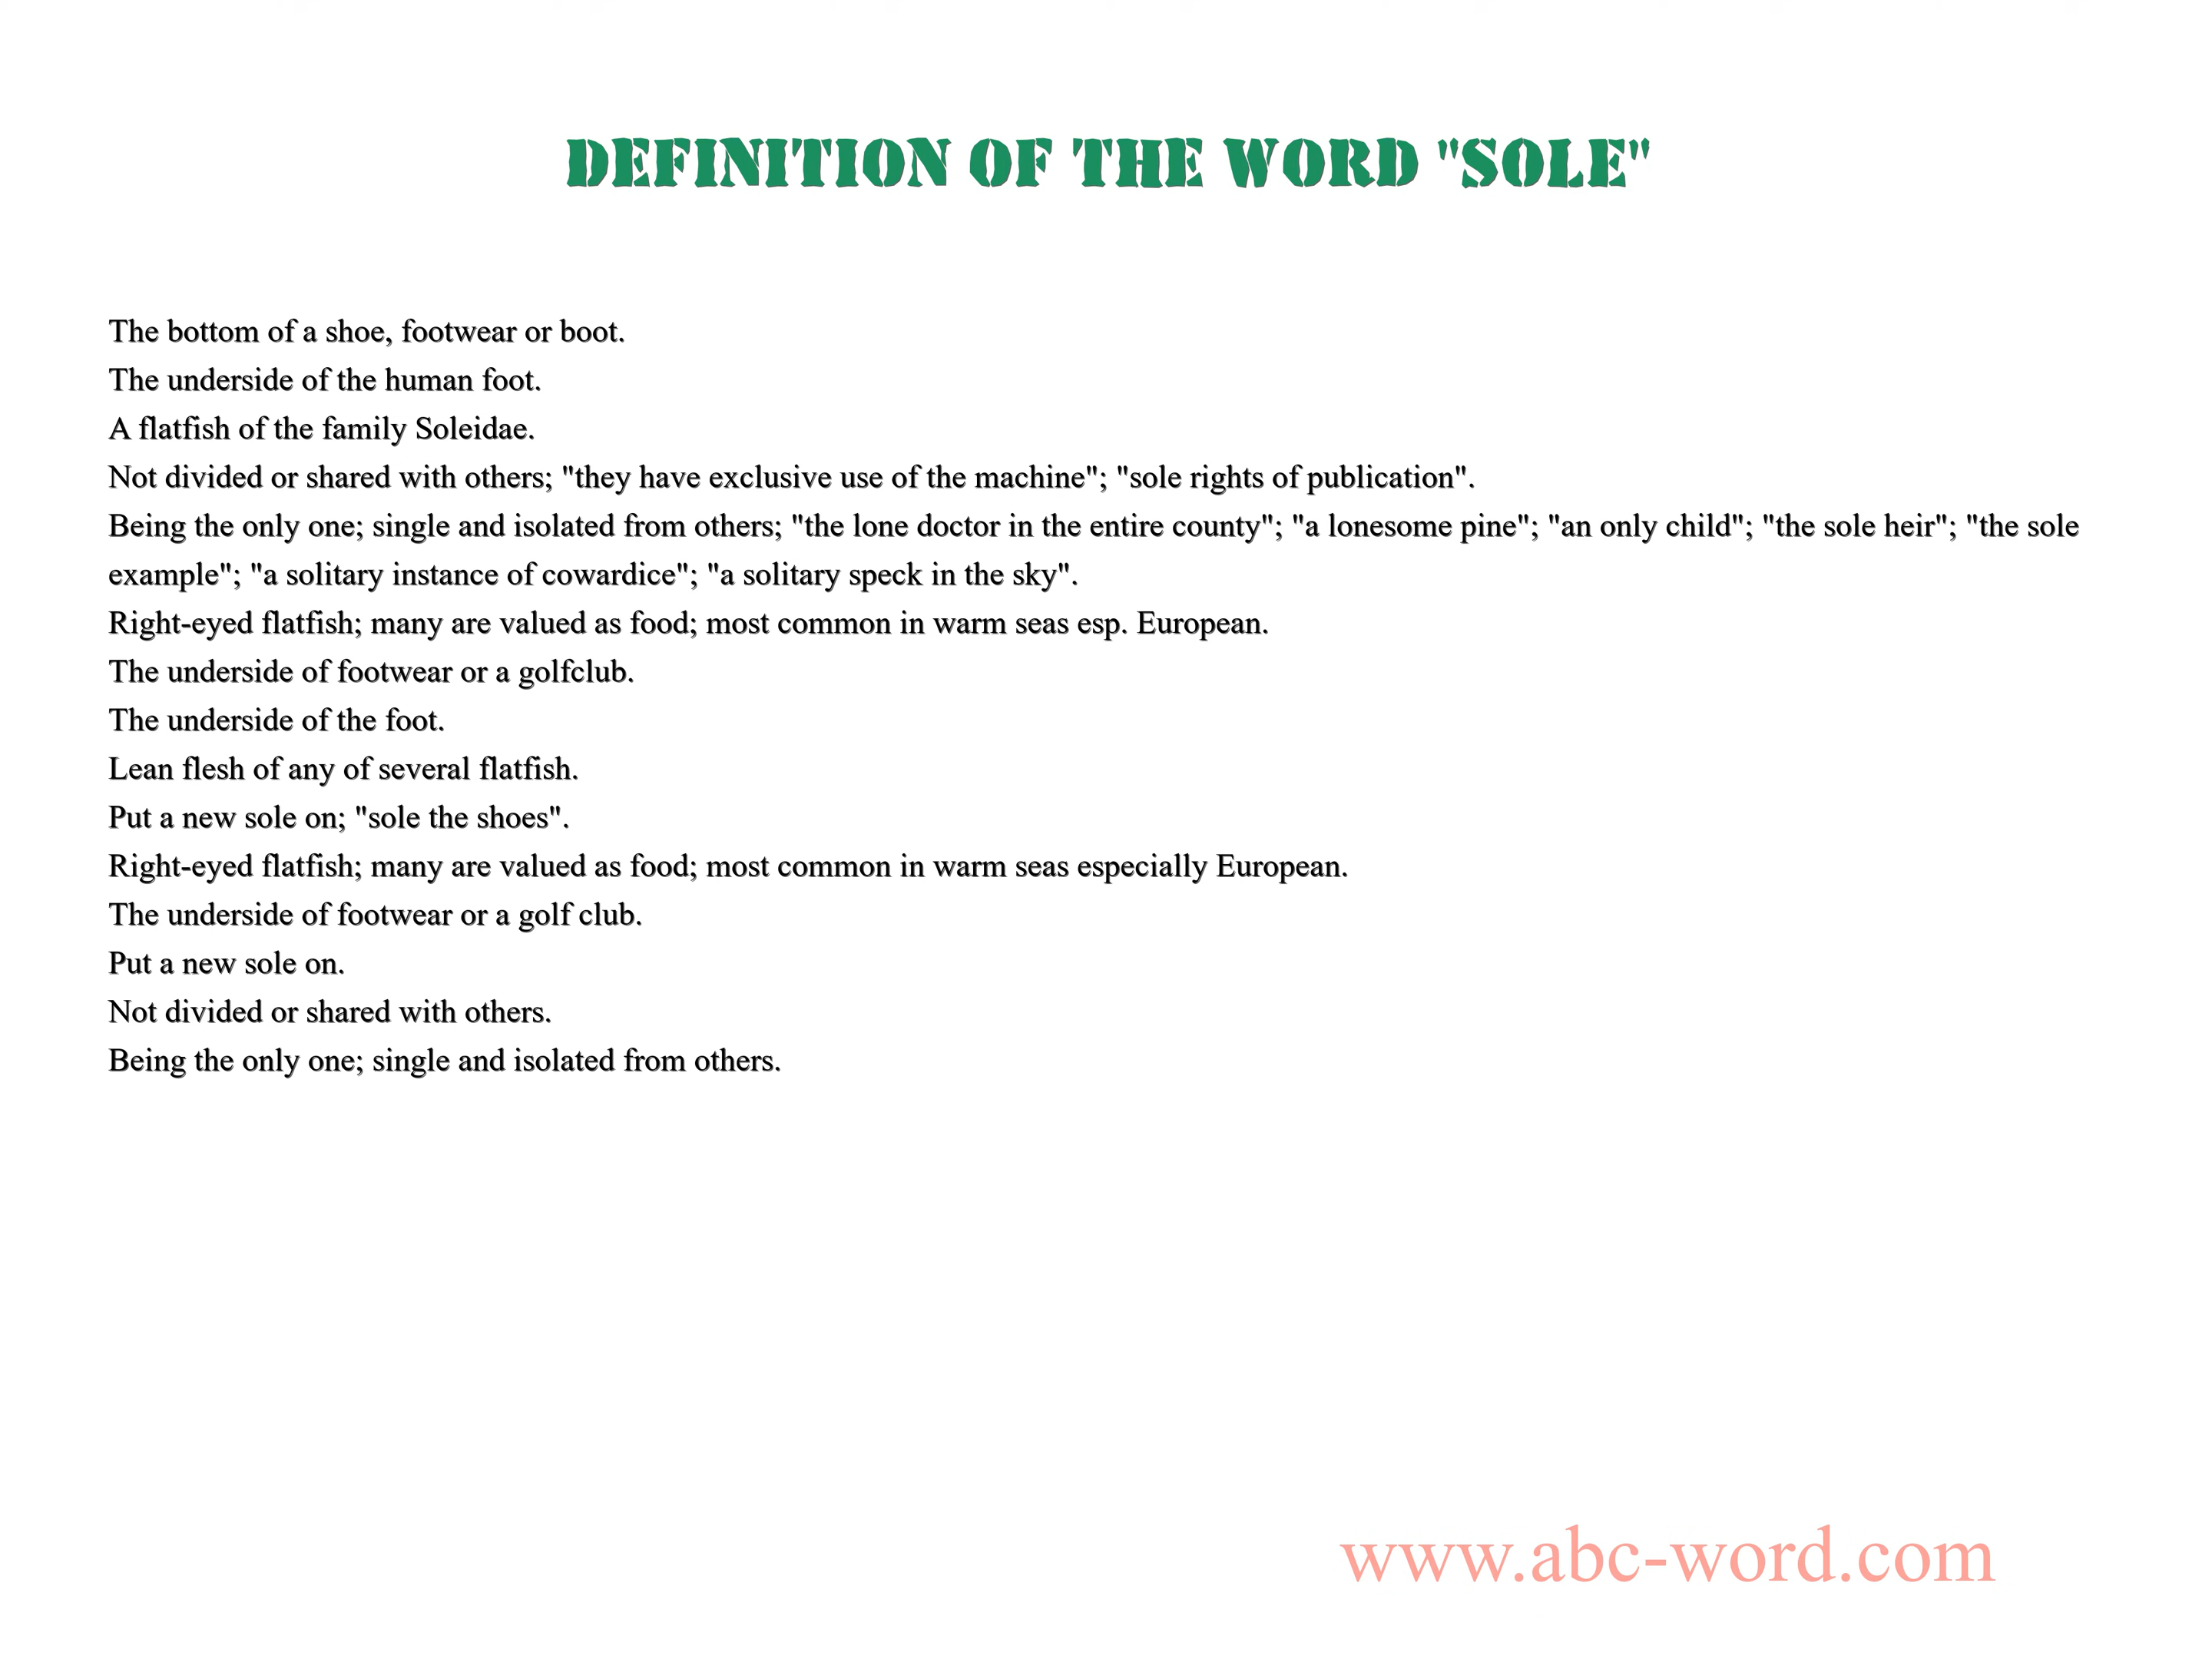 DEFINITION OF THE WORD "SOLE"
The bottom of a shoe, footwear or boot.
The underside of the human foot.
A flatfish of the family Soleidae.
Not divided or shared with others; "they have exclusive use of the machine"; "sole rights of publication".
Being the only one; single and isolated from others; "the lone doctor in the entire county"; "a lonesome pine"; "an only child"; "the sole heir"; "the sole
example"; "a solitary instance of cowardice"; "a solitary speck in the sky".
Right-eyed flatfish; many are valued as food; most common in warm seas esp. European.
The underside of footwear or a golfclub.
The underside of the foot.
Lean flesh of any of several flatfish.
Put a new sole on; "sole the shoes".
Right-eyed flatfish; many are valued as food; most common in warm seas especially European.
The underside of footwear or a golf club.
Put a new sole on.
Not divided or shared with others.
Being the only one; single and isolated from others.
www.abc-word.com